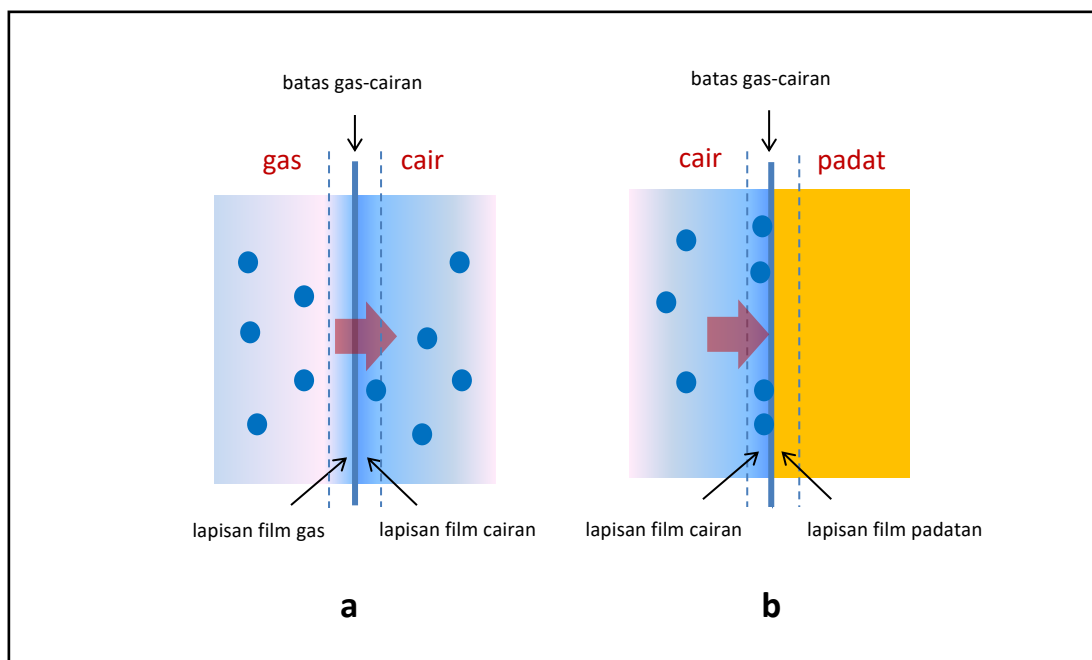 batas gas-cairan
gas
cair
lapisan film gas
lapisan film cairan
a
batas gas-cairan
cair
padat
lapisan film cairan
lapisan film padatan
b